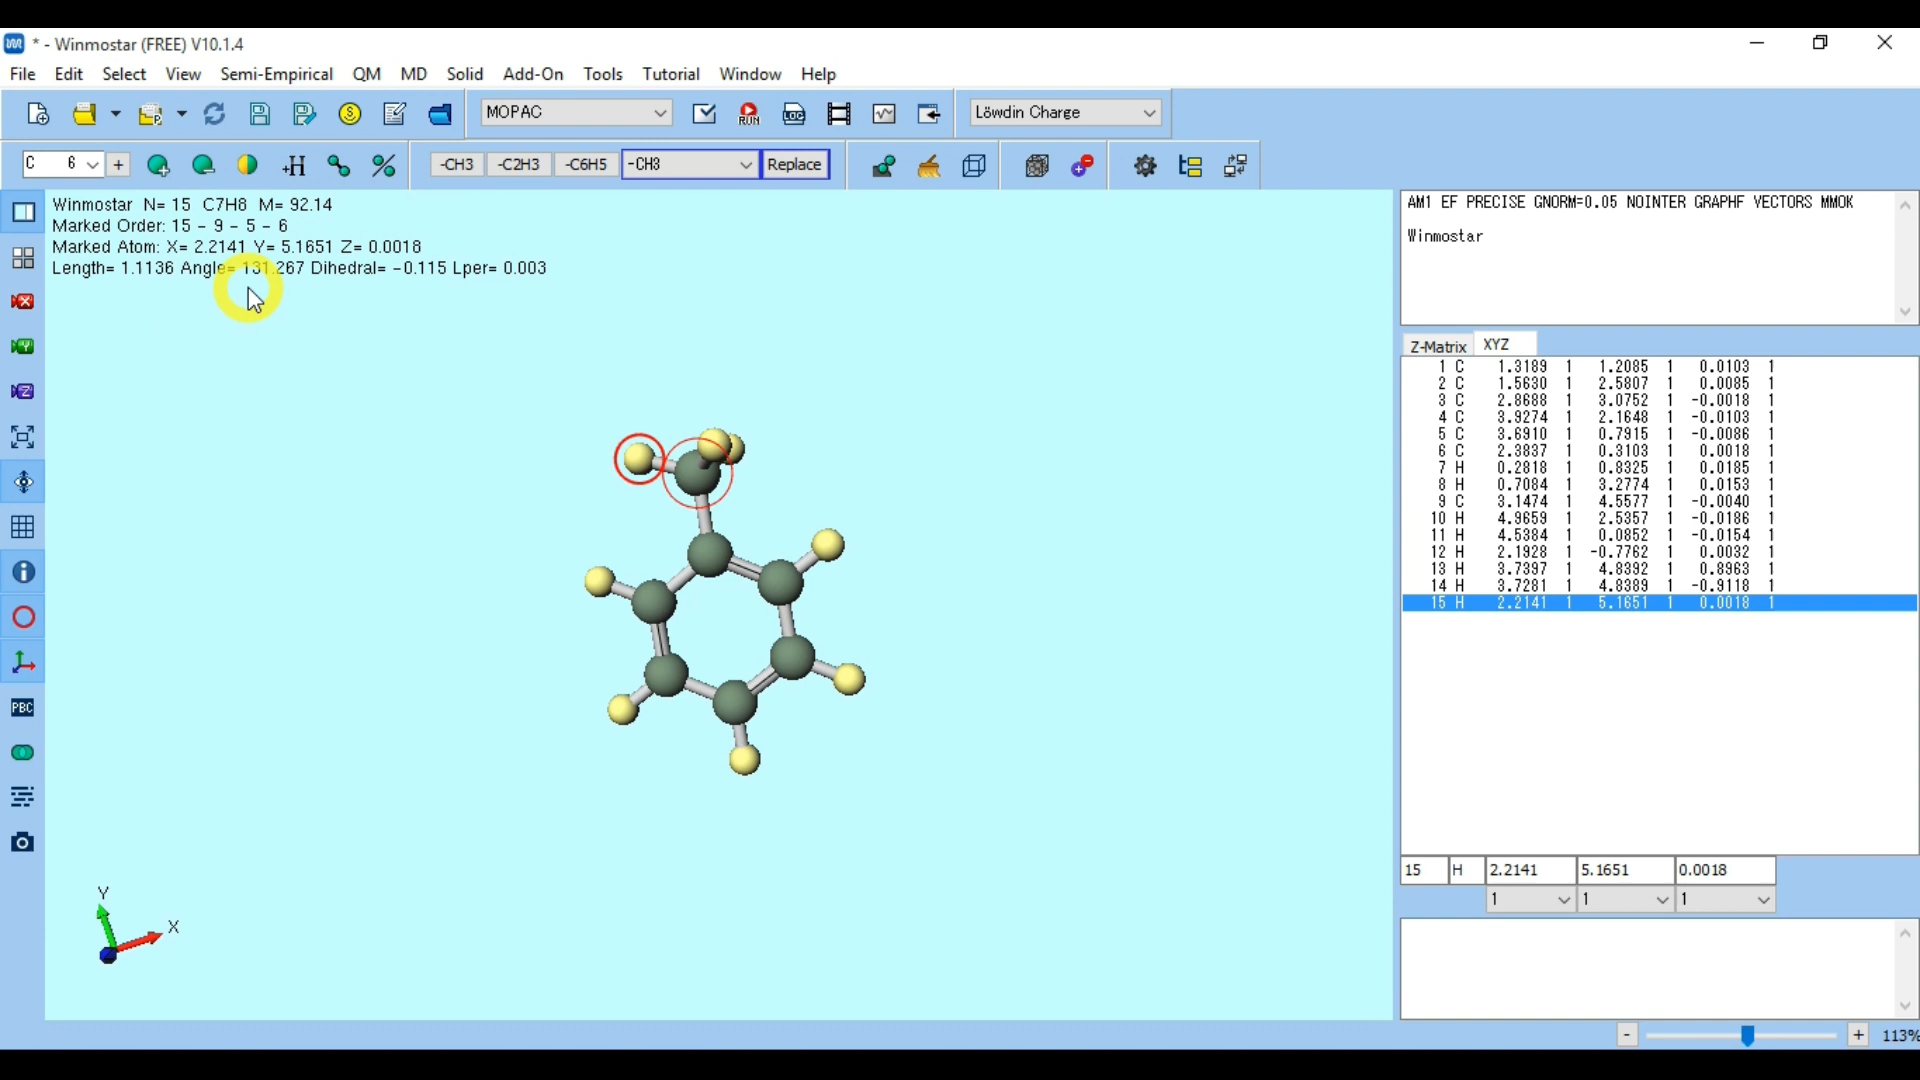 * - Winmostar (FREE) V10.1.4
File Edit Select View Semi-Empirical QM MD Solid Add-On Tools Tutorial Window Help
MOPAC RUN LOG Löwdin Charge
C 6 + +H -CH3 -C2H3 -C6H5 -CH3 Replace
Winmostar N= 15 C7H8 M= 92.14
Marked Order: 15 - 9 - 5 - 6
Marked Atom: X= 2.2141 Y= 5.1651 Z= 0.0018
Length= 1.1136 Angle= 131.267 Dihedral= -0.115 Lper= 0.003
X
Y
Z
PBC
Y
X
AM1 EF PRECISE GNORM=0.05 NOINTER GRAPHF VECTORS MMOK
Winmostar
Z-Matrix XYZ
1 C 1.3189 1 1.2085 1 0.0103 1
2 C 1.5630 1 2.5807 1 0.0085 1
3 C 2.8688 1 3.0752 1 -0.0018 1
4 C 3.9274 1 2.1648 1 -0.0103 1
5 C 3.6910 1 0.7915 1 -0.0086 1
6 C 2.3837 1 0.3103 1 0.0018 1
7 H 0.2818 1 0.8325 1 0.0185 1
8 H 0.7084 1 3.2774 1 0.0153 1
9 C 3.1474 1 4.5577 1 -0.0040 1
10 H 4.9659 1 2.5357 1 -0.0186 1
11 H 4.5384 1 0.0852 1 -0.0154 1
12 H 2.1928 1 -0.7762 1 0.0032 1
13 H 3.7397 1 4.8392 1 0.8963 1
14 H 3.7281 1 4.8389 1 -0.9118 1
15 H 2.2141 1 5.1651 1 0.0018 1
15 H 2.2141 5.1651 0.0018
1 1 1
- + 113%